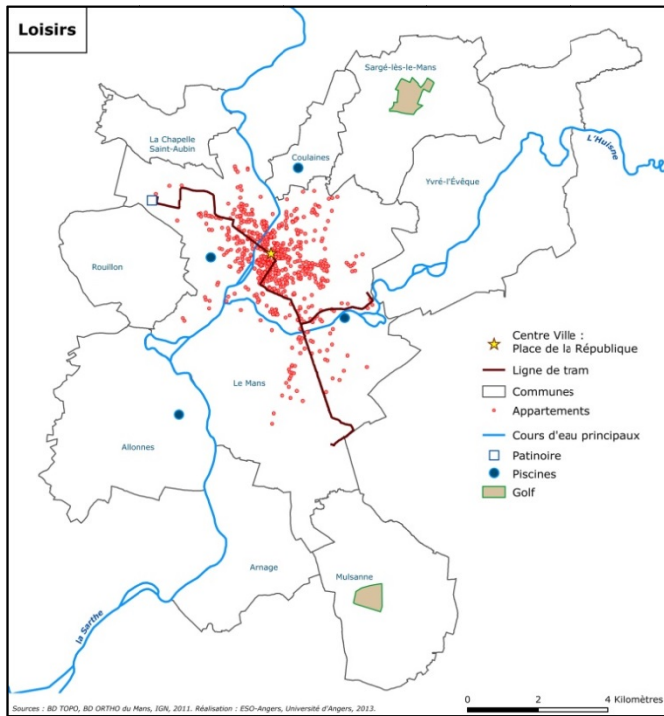 Loisirs
Sargé-lès-le-Mans
La Chapelle
Saint-Aubin
Coulaines
L'Huisne
Yvré-l'Évêque
Rouillon
Centre Ville :
Place de la République
Ligne de tram
Le Mans
Communes
Appartements
Cours d'eau principaux
Allonnes
Patinoire
Piscines
Golf
Arnage
Mulsanne
la Sarthe
0 2 4 Kilomètres
Sources : BD TOPO, BD ORTHO du Mans, IGN, 2011. Réalisation : ESO-Angers, Université d'Angers, 2013.